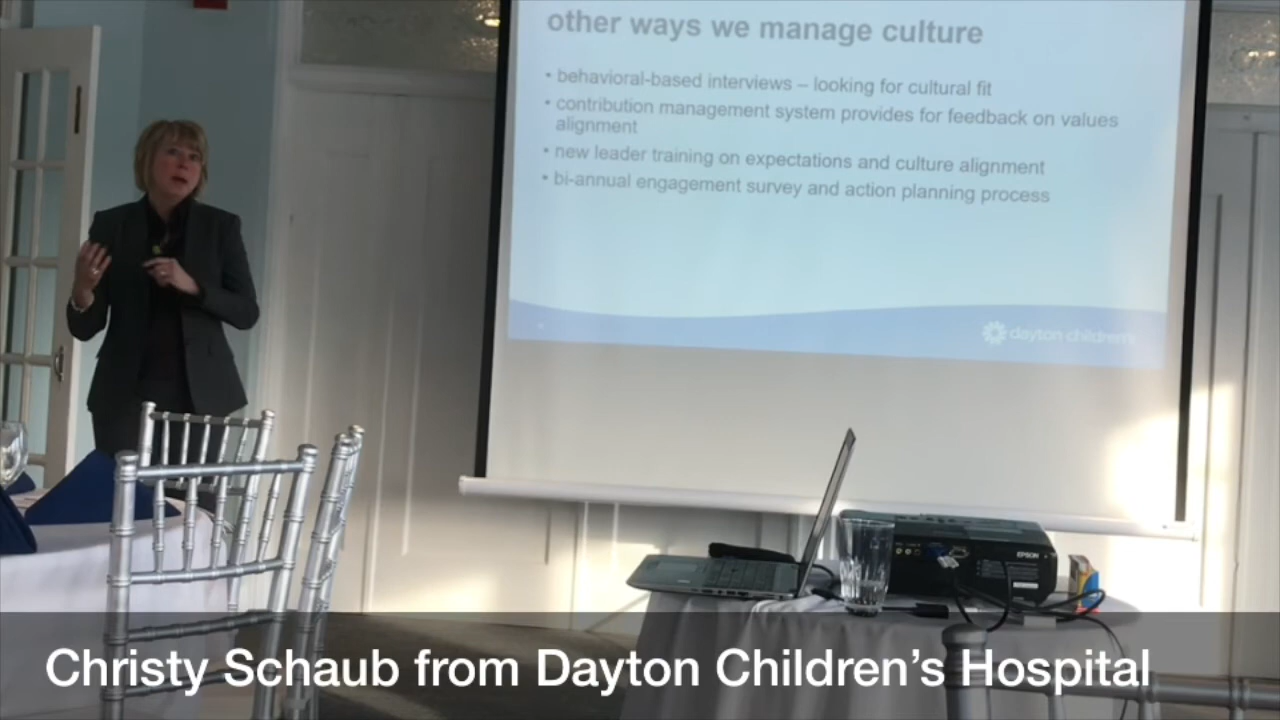 other ways we manage culture
• behavioral-based interviews – looking for cultural fit
• contribution management system provides for feedback on values
alignment
• new leader training on expectations and culture alignment
• bi-annual engagement survey and action planning process
dayton children's
EPSON
Christy Schaub from Dayton Children’s Hospital